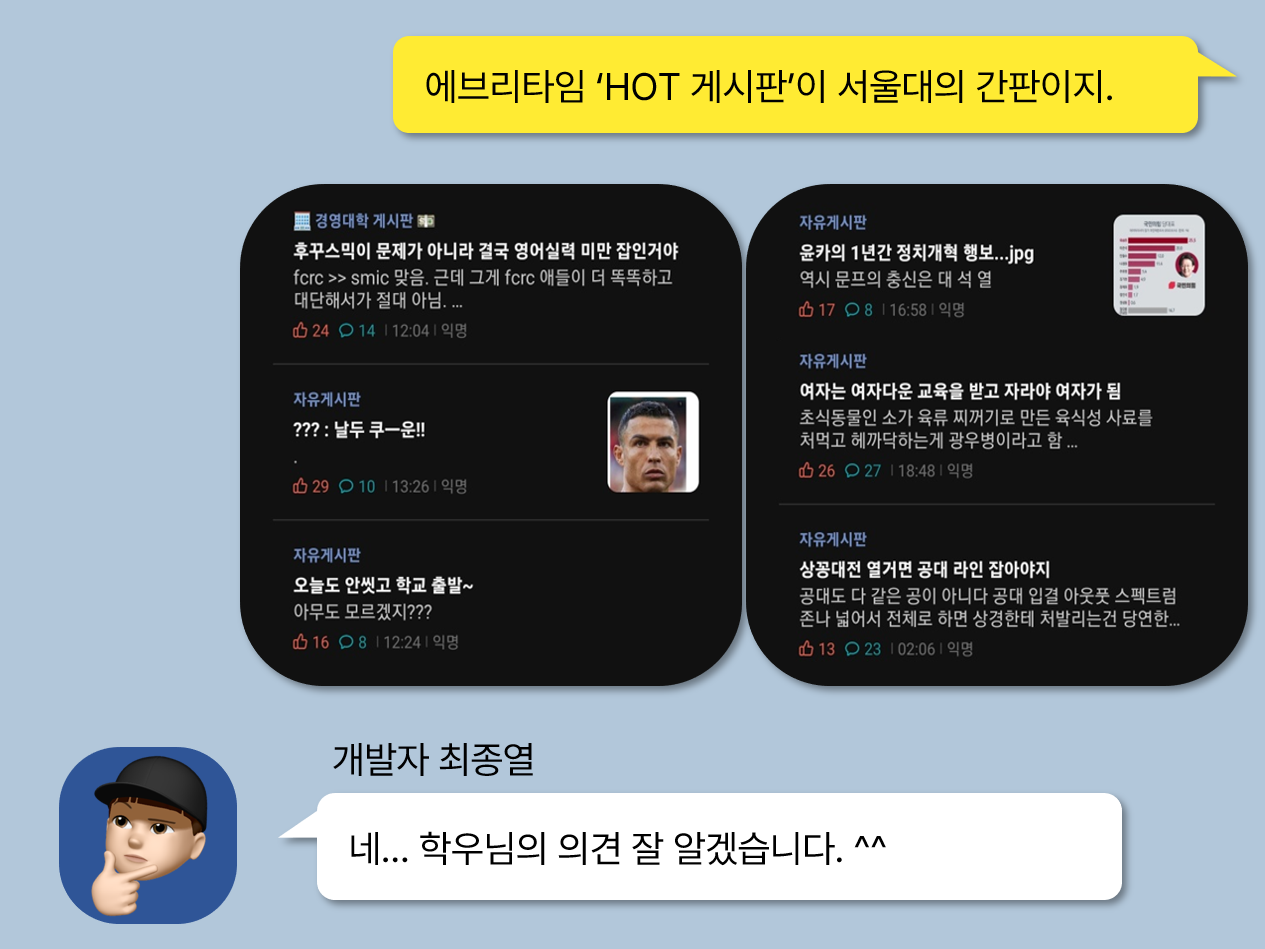 에브리타임 ‘HOT 게시판’이 서울대의 간판이지.
경영대학 게시판
후꾸스믹이 문제가 아니라 결국 영어실력 미만 잡인거야
fcrc >> smic 맞음. 근데 그게 fcrc 애들이 더 똑똑하고
대단해서가 절대 아님. ...
24 14 12:04 익명
자유게시판
??? : 날두 쿠ㅡ운!!
.
29 10 13:26 익명
자유게시판
오늘도 안씻고 학교 출발~
아무도 모르겠지???
16 8 12:24 익명
자유게시판
윤카의 1년간 정치개혁 행보...jpg
역시 문프의 충신은 대 석 열
17 8 16:58 익명
국민의힘
자유게시판
여자는 여자다운 교육을 받고 자라야 여자가 됨
초식동물인 소가 육류 찌꺼기로 만든 육식성 사료를
처먹고 헤까닥하는게 광우병이라고 함 ...
26 27 18:48 익명
자유게시판
상꽁대전 열거면 공대 라인 잡아야지
공대도 다 같은 공이 아니다 공대 입결 아웃풋 스펙트럼
존나 넓어서 전체로 하면 상경한테 처발리는건 당연한...
13 23 02:06 익명
개발자 최종열
네... 학우님의 의견 잘 알겠습니다. ^^